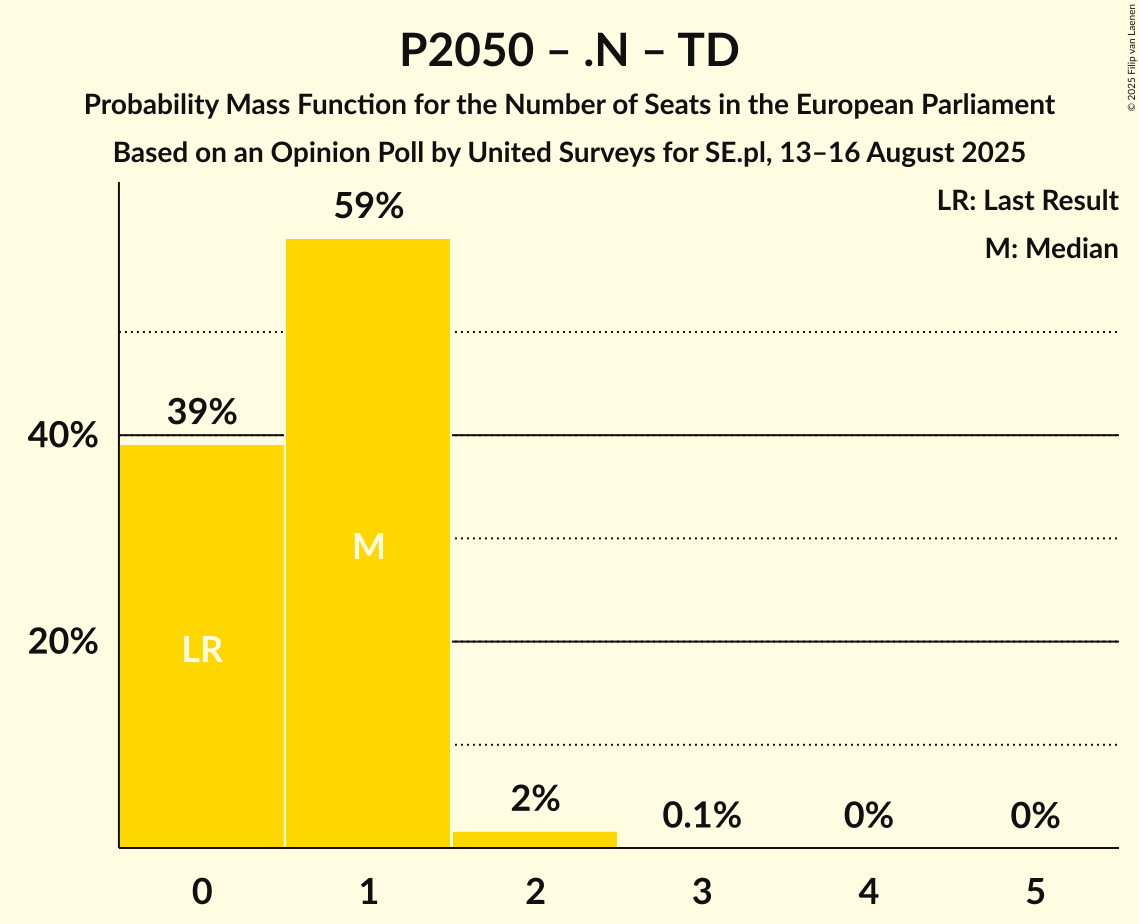 P2050 – .N – TD
Probability Mass Function for the Number of Seats in the European Parliament
Based on an Opinion Poll by United Surveys for SE.pl, 13–16 August 2025
© 2025 Filip van Laenen
LR: Last Result
M: Median
59%
39%
40%
M
LR
20%
2%
0.1%
0%
0%
0
1
2
3
4
5